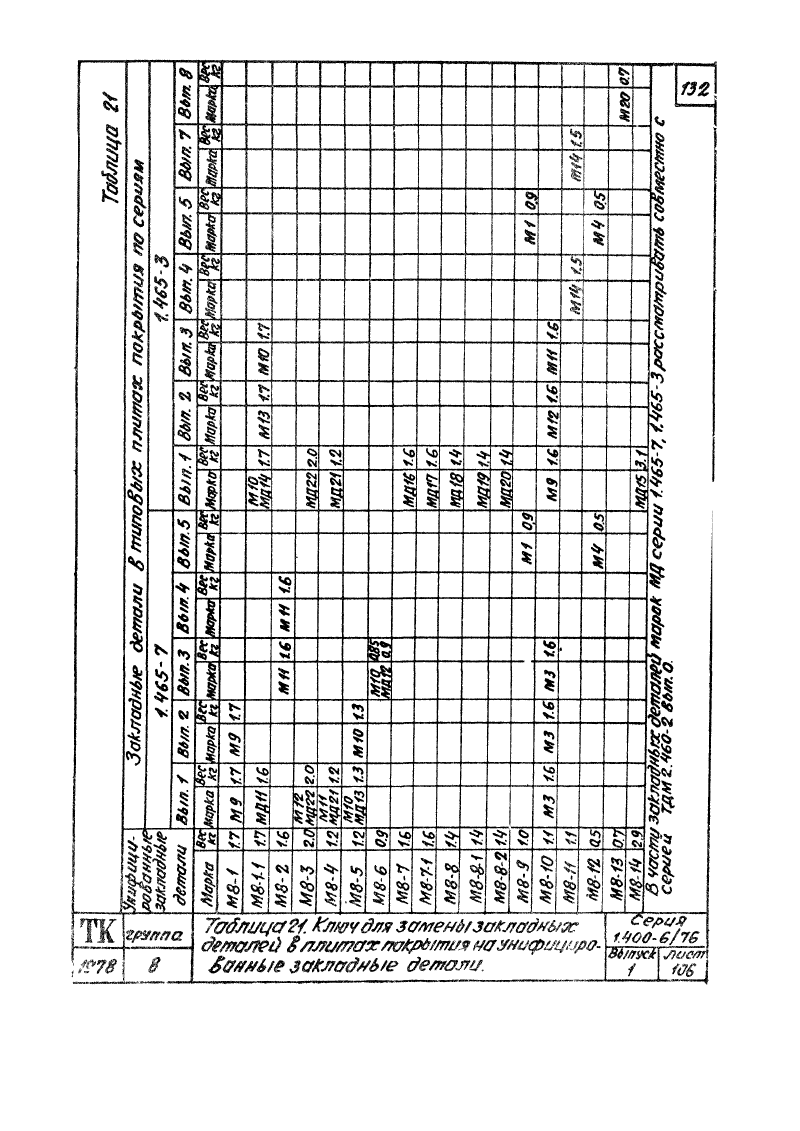 Таблица 21
132
Закладные детали в типовых плитах покрытия по сериям
Унифици-
рованные
закладные
детали
1.465-7
1.465-3
Вып. 1 Вып. 2 Вып. 3 Вып. 4 Вып. 5 Вып. 1 Вып. 2 Вып. 3 Вып. 4 Вып. 5 Вып. 7 Вып. 8
Марка Вес кг Марка Вес кг Марка Вес кг Марка Вес кг Марка Вес кг Марка Вес кг Марка Вес кг Марка Вес кг Марка Вес кг Марка Вес кг Марка Вес кг Марка Вес кг Марка Вес кг
М8-1 1.7 М9 1.7 М9 1.7
М8-1.1 1.7 МД11 1.6 М10 МД14 1.7 М13 1.7 М10 1.7
М8-2 1.6 М11 1.6 М11 1.6
М8-3 2.0 М12 МД22 2.0 МД22 2.0
М8-4 1.2 М11 МД21 1.2 МД21 1.2
М8-5 1.2 М10 МД13 1.3 М10 1.3
М8-6 0.9 М10 0.85 МД12 0.9
М8-7 1.6 МД16 1.6
М8-7.1 1.6 МД17 1.6
М8-8 1.4 МД18 1.4
М8-8.1 1.4 МД19 1.4
М8-8-2 1.4 МД20 1.4
М8-9 1.0 М1 0.9 М1 0.9
М8-10 1.1 М3 1.6 М3 1.6 М3 1.6 М9 1.6 М12 1.6 М11 1.6
М8-11 1.1 М14 1.5 М14 1.5
М8-12 0.5 М4 0.5 М4 0.5
М8-13 0.7 М20 0.7
М8-14 2.9 МД15 3.1
В части закладных деталей марок МД серии 1.465-7, 1.465-3 рассматривать совместно с
серией ТДМ 2.460-2 вып. 0.
ТК
1978
группа
8
Таблица 21. Ключ для замены закладных
деталей в плитах покрытия на унифициро-
ванные закладные детали.
Серия
1.400-6/76
Выпуск
1
лист
106